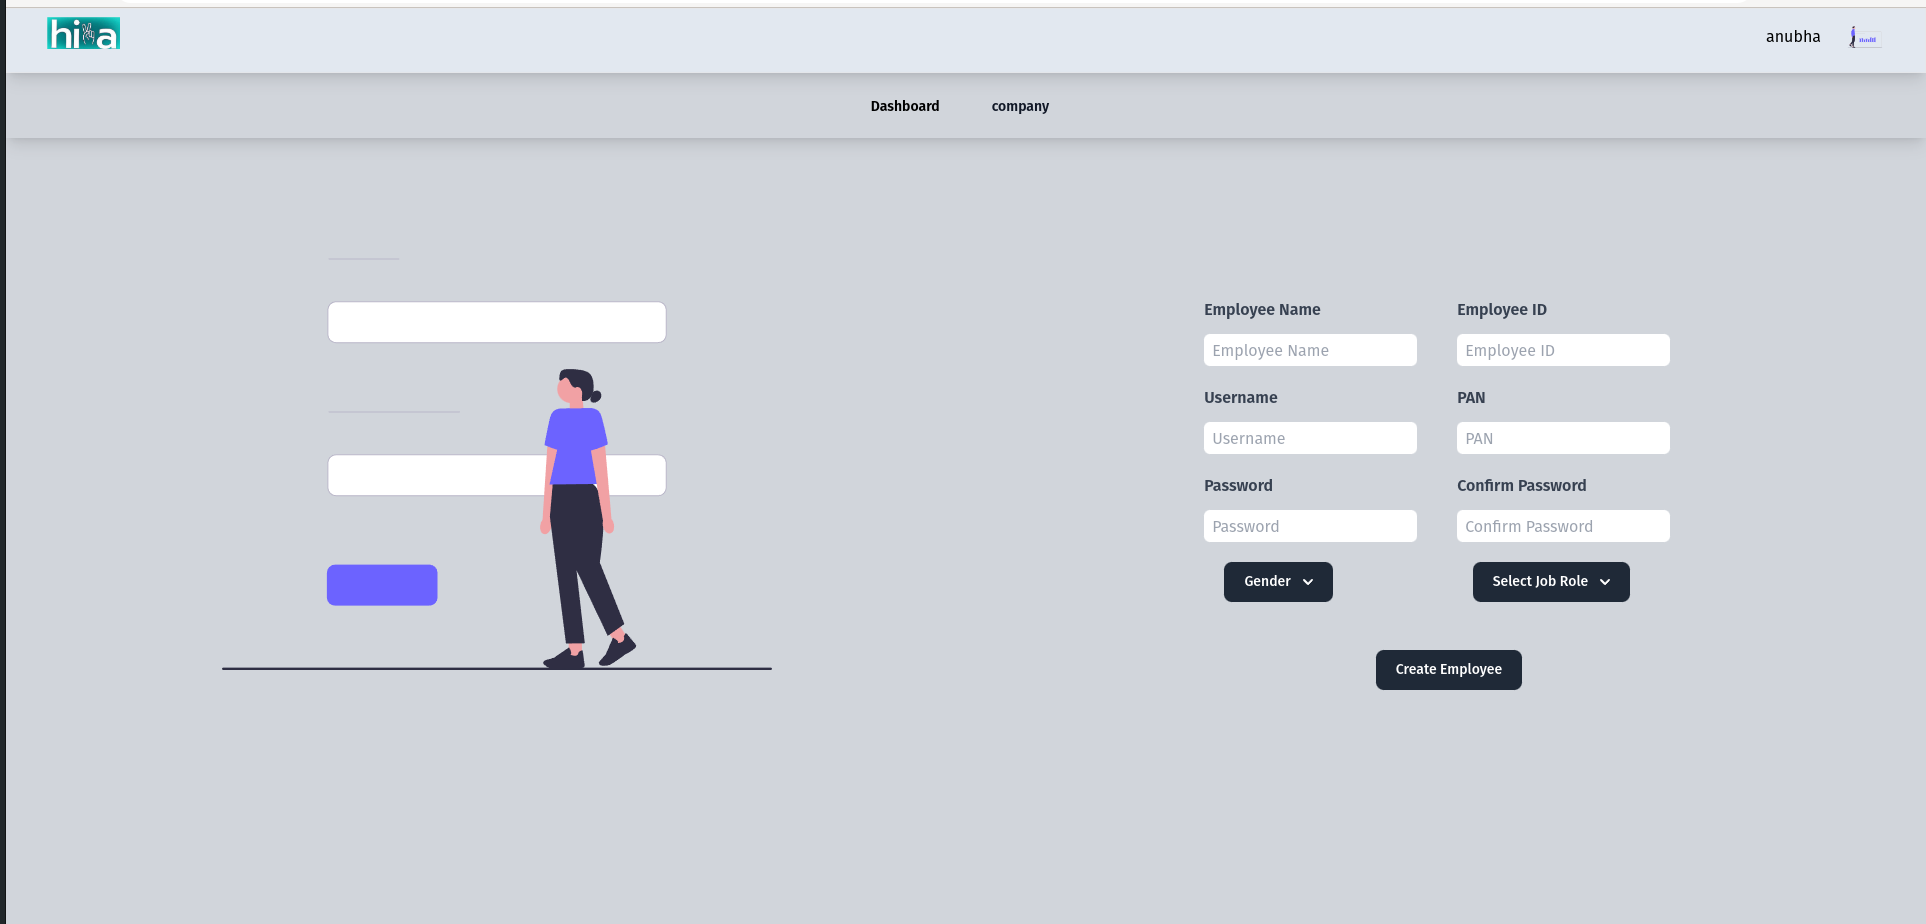 anubha
Dashboard company
Employee Name Employee ID
Employee Name Employee ID
Username PAN
Username PAN
Password Confirm Password
Password Confirm Password
Gender Select Job Role
Create Employee